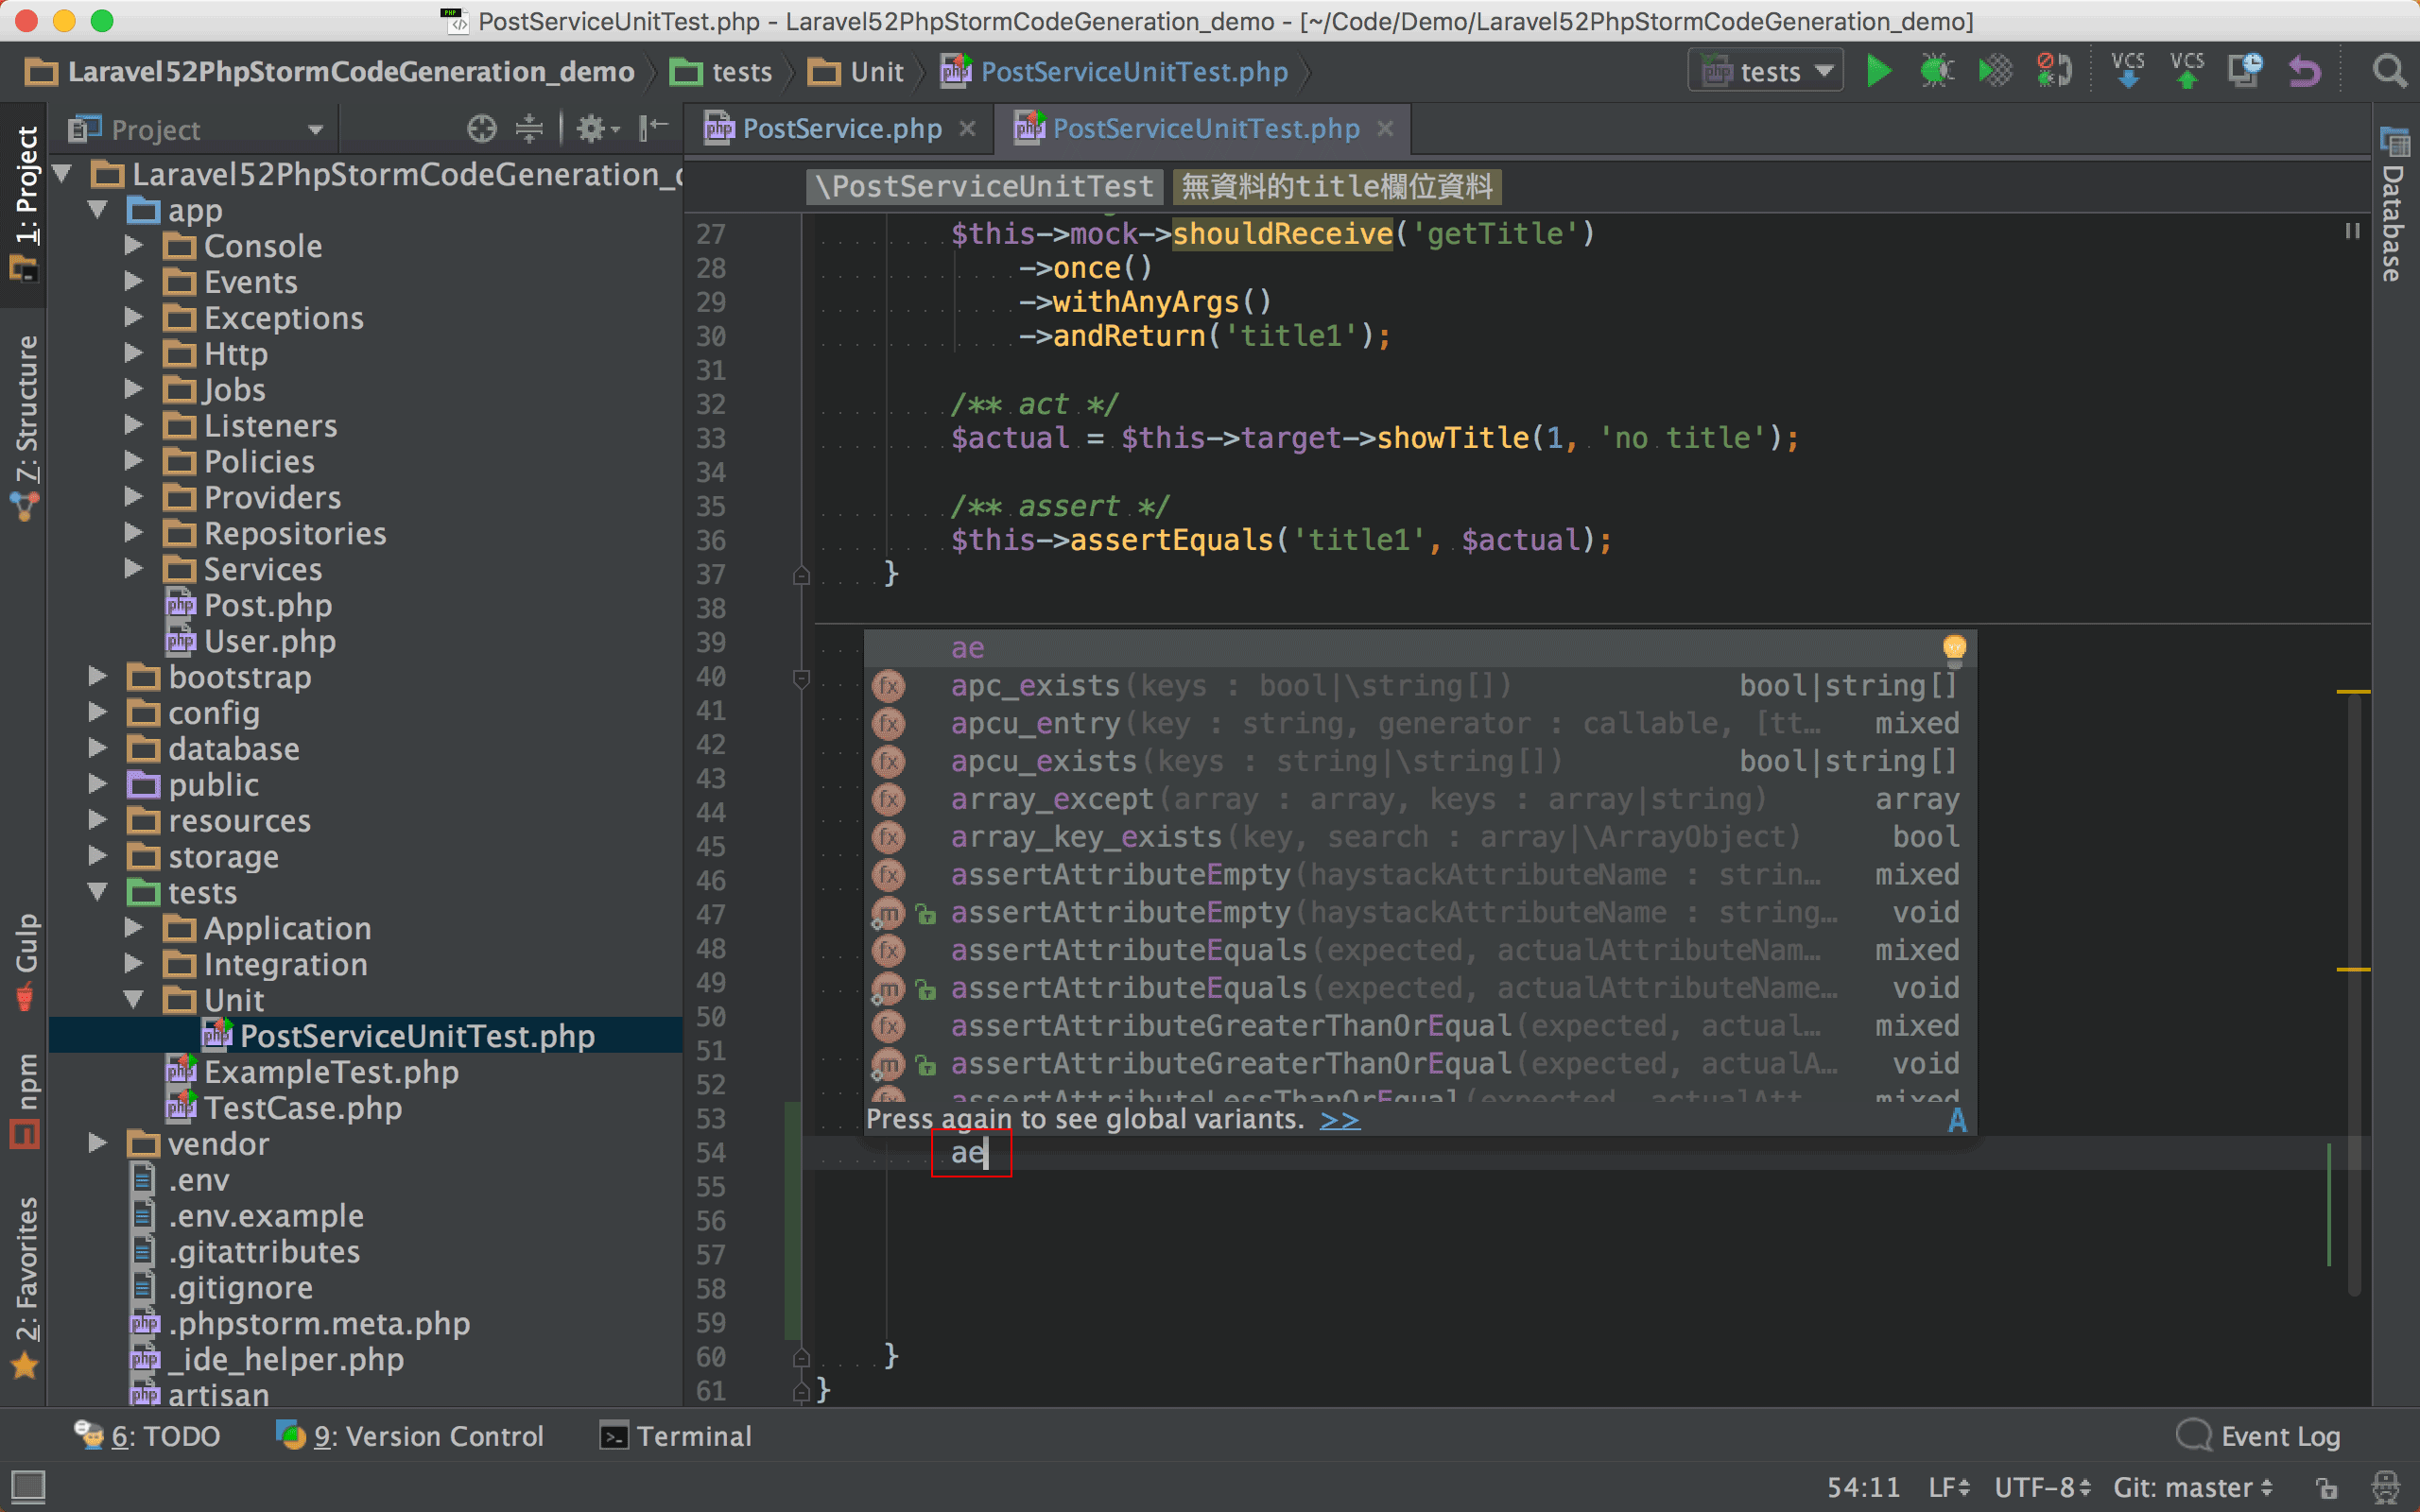 PostServiceUnitTest.php - Laravel52PhpStormCodeGeneration_demo - [~/Code/Demo/Laravel52PhpStormCodeGeneration_demo]
Laravel52PhpStormCodeGeneration_demo tests Unit PostServiceUnitTest.php tests VCS VCS
Project
PostService.php PostServiceUnitTest.php
1: Project
Z: Structure
Gulp
npm
2: Favorites
Laravel52PhpStormCodeGeneration_
app
Console
Events
Exceptions
Http
Jobs
Listeners
Policies
Providers
Repositories
Services
Post.php
User.php
bootstrap
config
database
public
resources
storage
tests
Application
Integration
Unit
PostServiceUnitTest.php
ExampleTest.php
TestCase.php
vendor
.env
.env.example
.gitattributes
.gitignore
.phpstorm.meta.php
_ide_helper.php
artisan
\PostServiceUnitTest 無資料的title欄位資料
27 $this->mock->shouldReceive('getTitle')
28 ->once()
29 ->withAnyArgs()
30 ->andReturn('title1');
31
32 /** act */
33 $actual = $this->target->showTitle(1, 'no title');
34
35 /** assert */
36 $this->assertEquals('title1', $actual);
37 }
38
39 ae
40 apc_exists(keys : bool|\string[]) bool|string[]
41 apcu_entry(key : string, generator : callable, [tt… mixed
42 apcu_exists(keys : string|\string[]) bool|string[]
43
44 array_except(array : array, keys : array|string) array
45 array_key_exists(key, search : array|\ArrayObject) bool
46 assertAttributeEmpty(haystackAttributeName : strin… mixed
47 assertAttributeEmpty(haystackAttributeName : string… void
48 assertAttributeEquals(expected, actualAttributeNam… mixed
49 assertAttributeEquals(expected, actualAttributeName… void
50 assertAttributeGreaterThanOrEqual(expected, actual… mixed
51 assertAttributeGreaterThanOrEqual(expected, actualA… void
52 assertAttributeLessThanOrEqual(expected, actualAtt… mixed
53 Press again to see global variants. >>
54 ae
55
56
57
58
59
60 }
61 }
Database
6: TODO 9: Version Control Terminal Event Log
54:11 LF UTF-8 Git: master